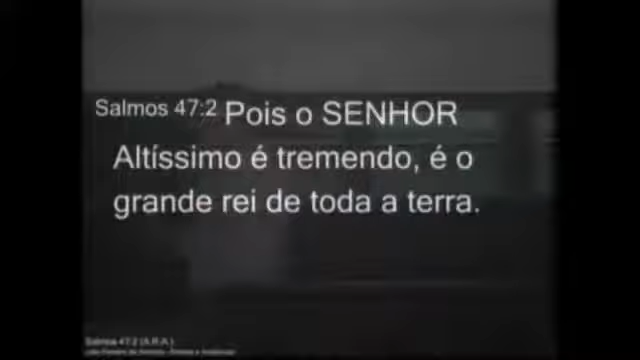 Salmos 47:2 Pois o SENHOR
Altíssimo é tremendo, é o
grande rei de toda a terra.
Salmos 47:2 (A.R.A.)